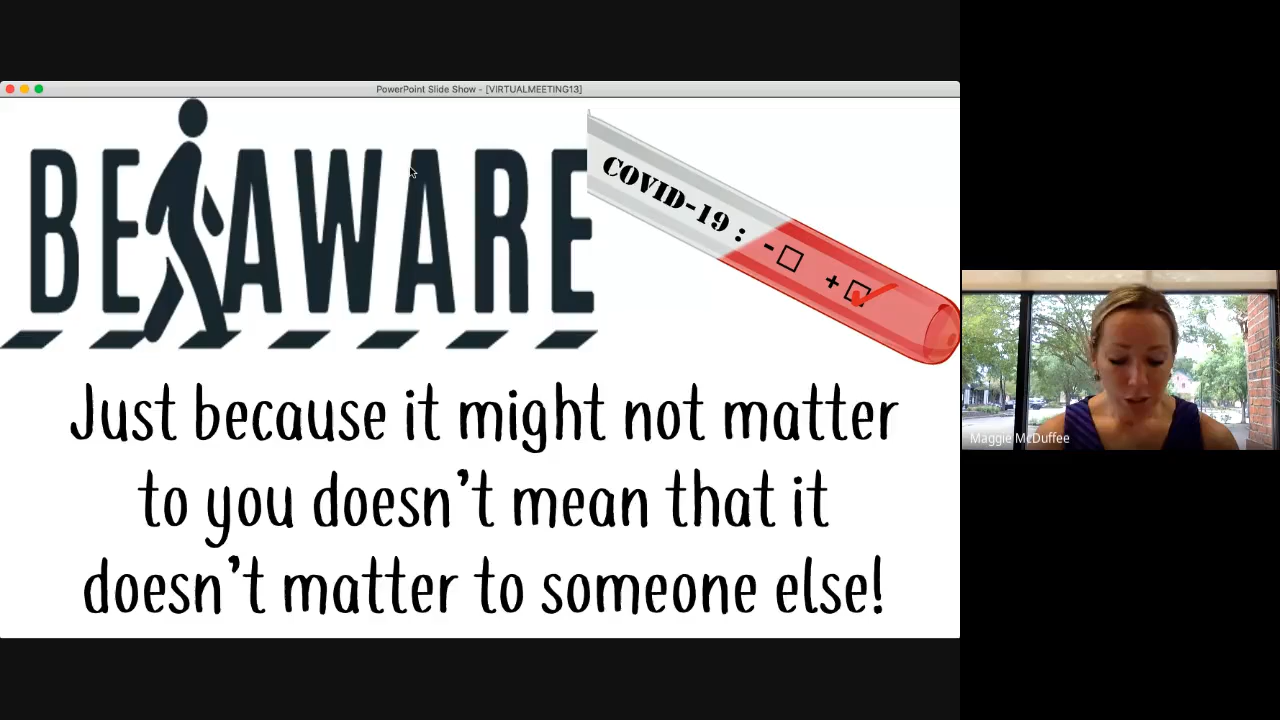 PowerPoint Slide Show - [VIRTUALMEETING13]
BE AWARE
COVID-19 :
- +
Just because it might not matter
to you doesn't mean that it
doesn't matter to someone else!
Maggie McDuffee